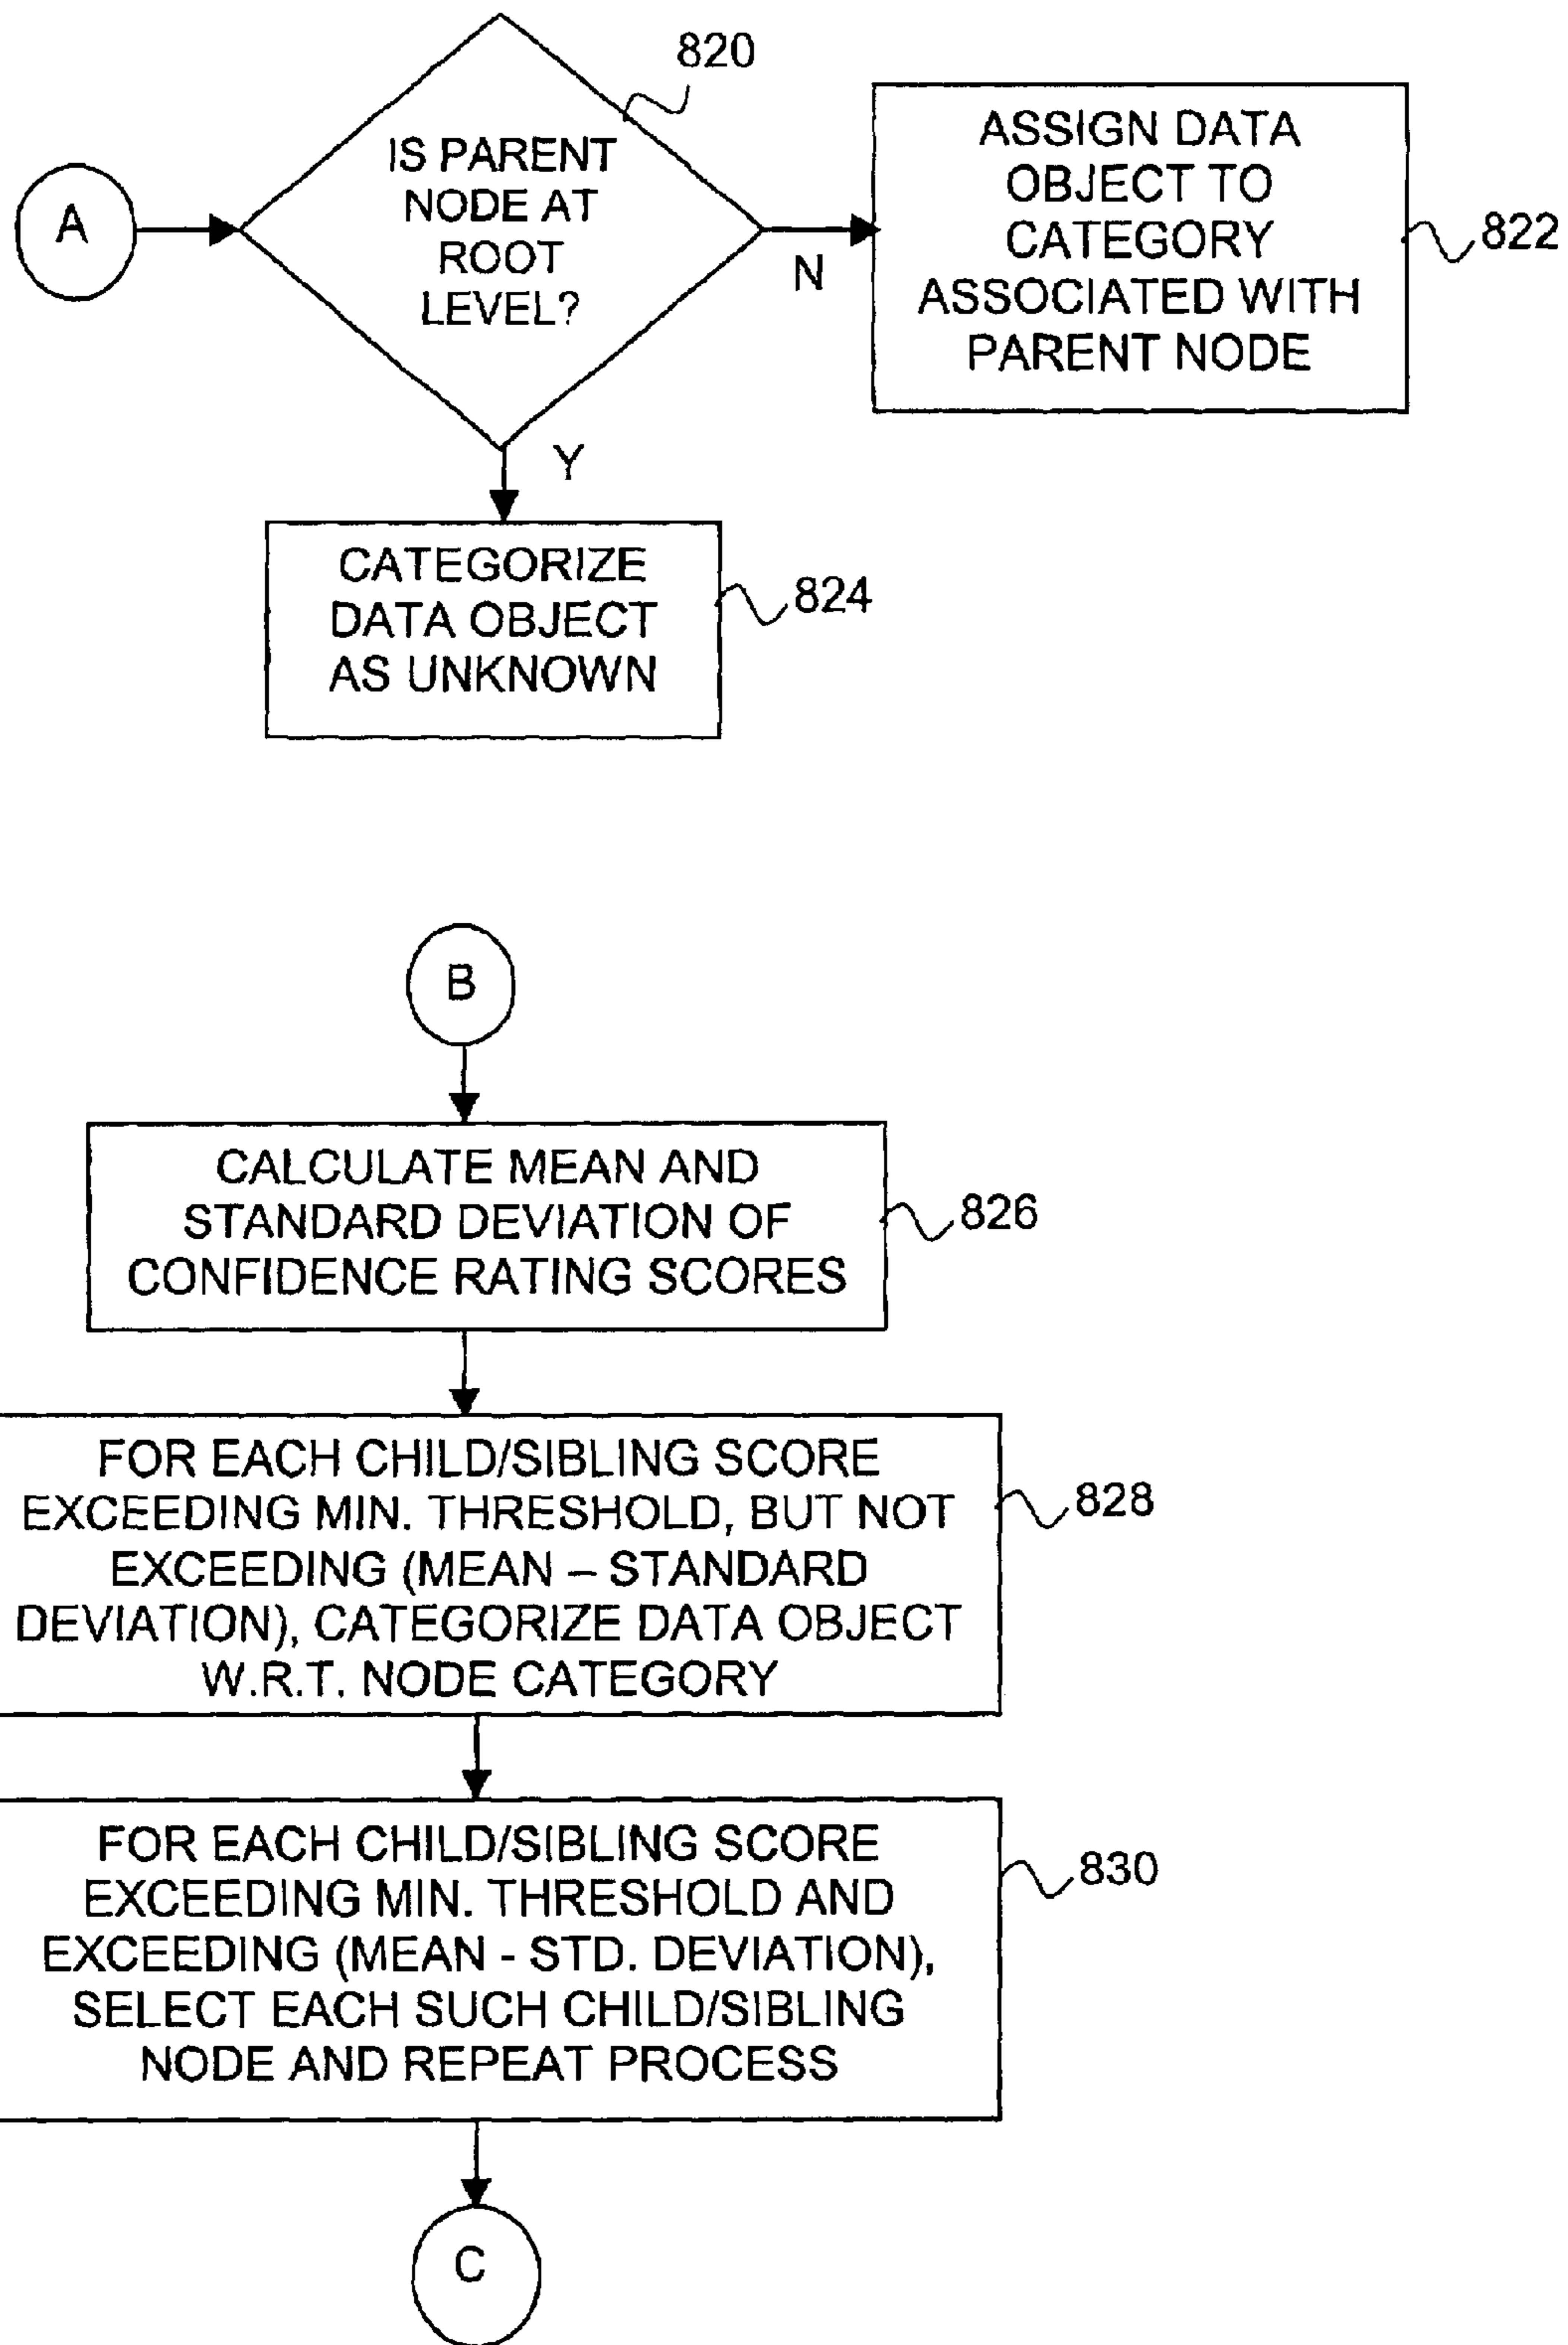 820
A
IS PARENT
NODE AT
ROOT
LEVEL?
N
ASSIGN DATA
OBJECT TO
CATEGORY
ASSOCIATED WITH
PARENT NODE
822
Y
CATEGORIZE
DATA OBJECT
AS UNKNOWN
824
B
CALCULATE MEAN AND
STANDARD DEVIATION OF
CONFIDENCE RATING SCORES
826
FOR EACH CHILD/SIBLING SCORE
EXCEEDING MIN. THRESHOLD, BUT NOT
EXCEEDING (MEAN – STANDARD
DEVIATION), CATEGORIZE DATA OBJECT
W.R.T. NODE CATEGORY
828
FOR EACH CHILD/SIBLING SCORE
EXCEEDING MIN. THRESHOLD AND
EXCEEDING (MEAN - STD. DEVIATION),
SELECT EACH SUCH CHILD/SIBLING
NODE AND REPEAT PROCESS
830
C